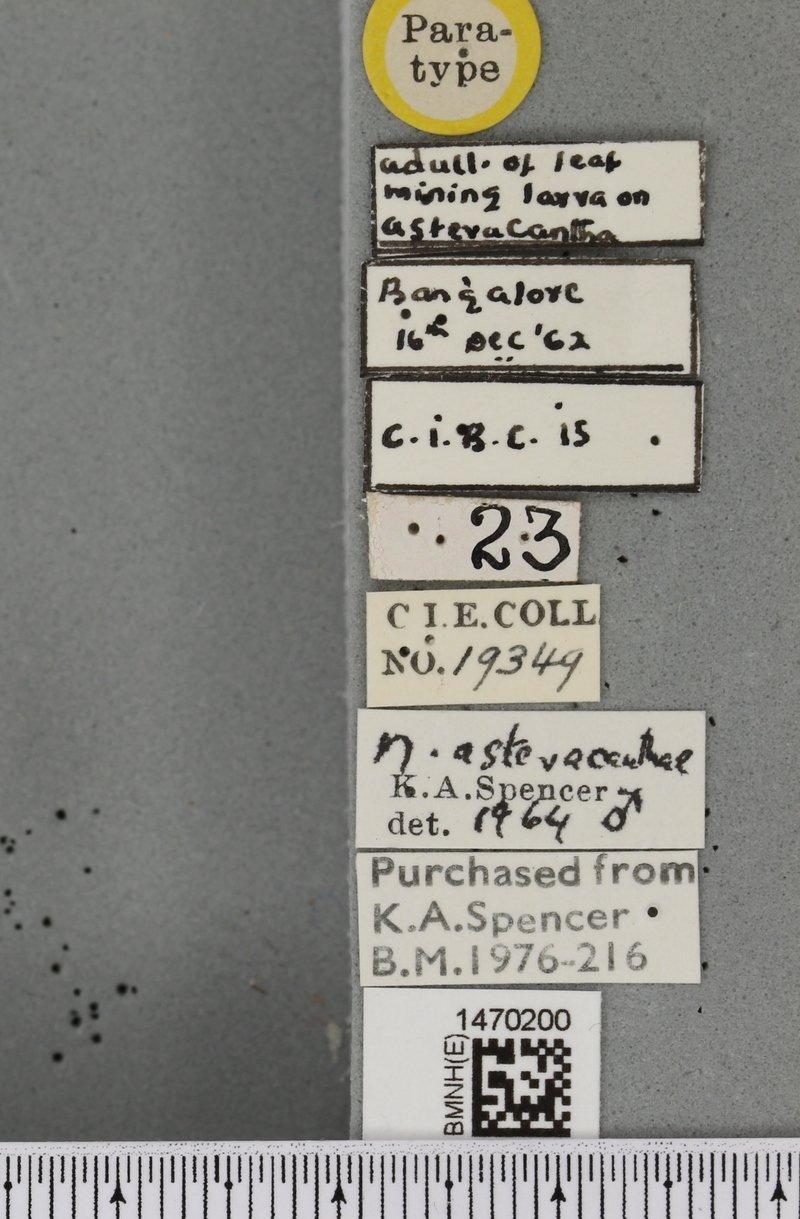 Para-
type
adult. of leaf
mining larva on
asteracantha
Bangalore
16th DEC '62
C.i.B.C. 15
23
C I.E. COLL.
NO. 19349
M. asteracanthae
K.A.Spencer
det. 1964 ♂
Purchased from
K.A.Spencer
B.M.1976-216
1470200
BMNH(E)